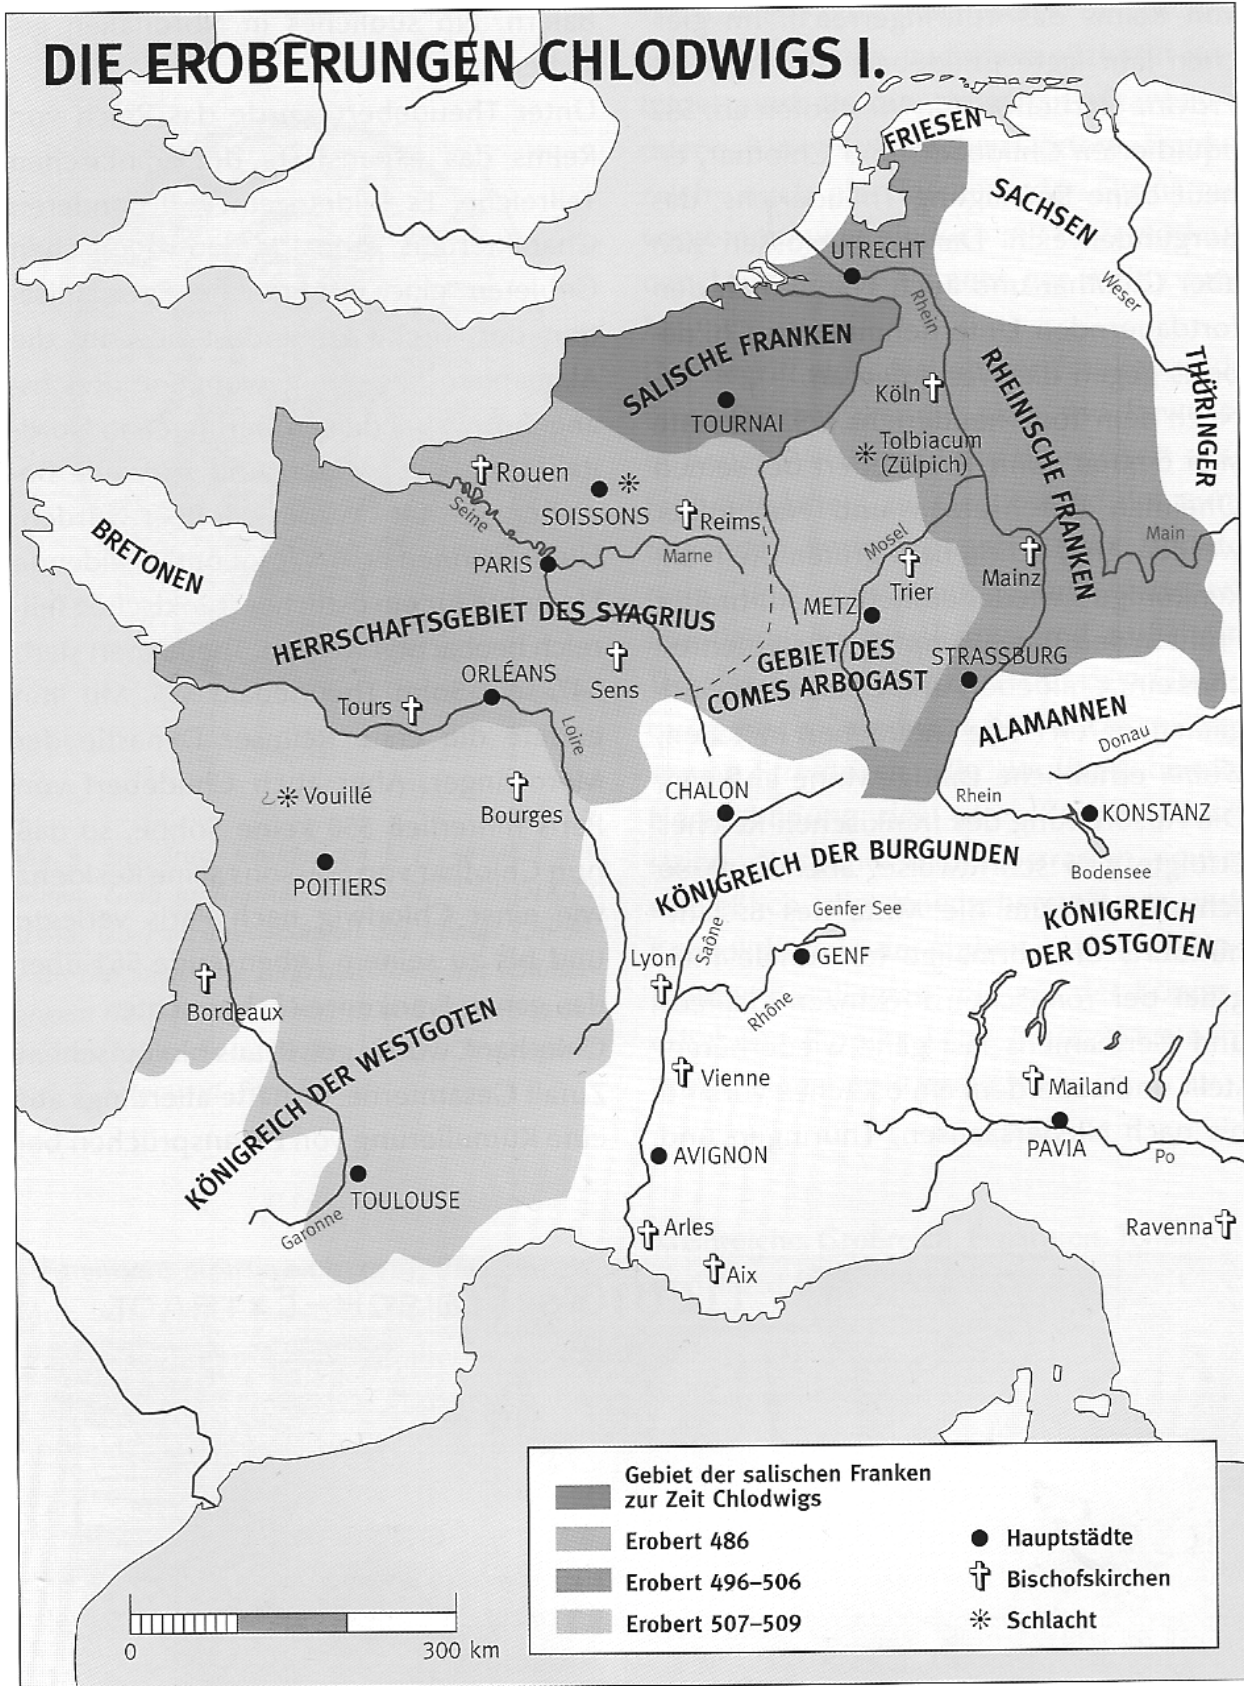 DIE EROBERUNGEN CHLODWIGS I.
FRIESEN
SACHSEN
UTRECHT
Weser
Rhein
SALISCHE FRANKEN
THÜRINGER
RHEINISCHE FRANKEN
Köln
TOURNAI
Tolbiacum
(Zülpich)
Rouen
SOISSONS
Reims
Seine
BRETONEN
PARIS
Marne
Mosel
Main
Trier
Mainz
METZ
HERRSCHAFTSGEBIET DES SYAGRIUS
GEBIET DES
COMES ARBOGAST
STRASSBURG
ORLÉANS
Sens
Tours
Loire
ALAMANNEN
Donau
Vouillé
Bourges
CHALON
Rhein
KONSTANZ
POITIERS
KÖNIGREICH DER BURGUNDEN
Bodensee
Genfer See
KÖNIGREICH
DER OSTGOTEN
Saône
Lyon
GENF
Bordeaux
Rhône
KÖNIGREICH DER WESTGOTEN
Vienne
Mailand
AVIGNON
PAVIA
Po
TOULOUSE
Garonne
Arles
Ravenna
Aix
Gebiet der salischen Franken
zur Zeit Chlodwigs
Erobert 486
Erobert 496–506
Erobert 507–509
Hauptstädte
Bischofskirchen
Schlacht
0
300 km